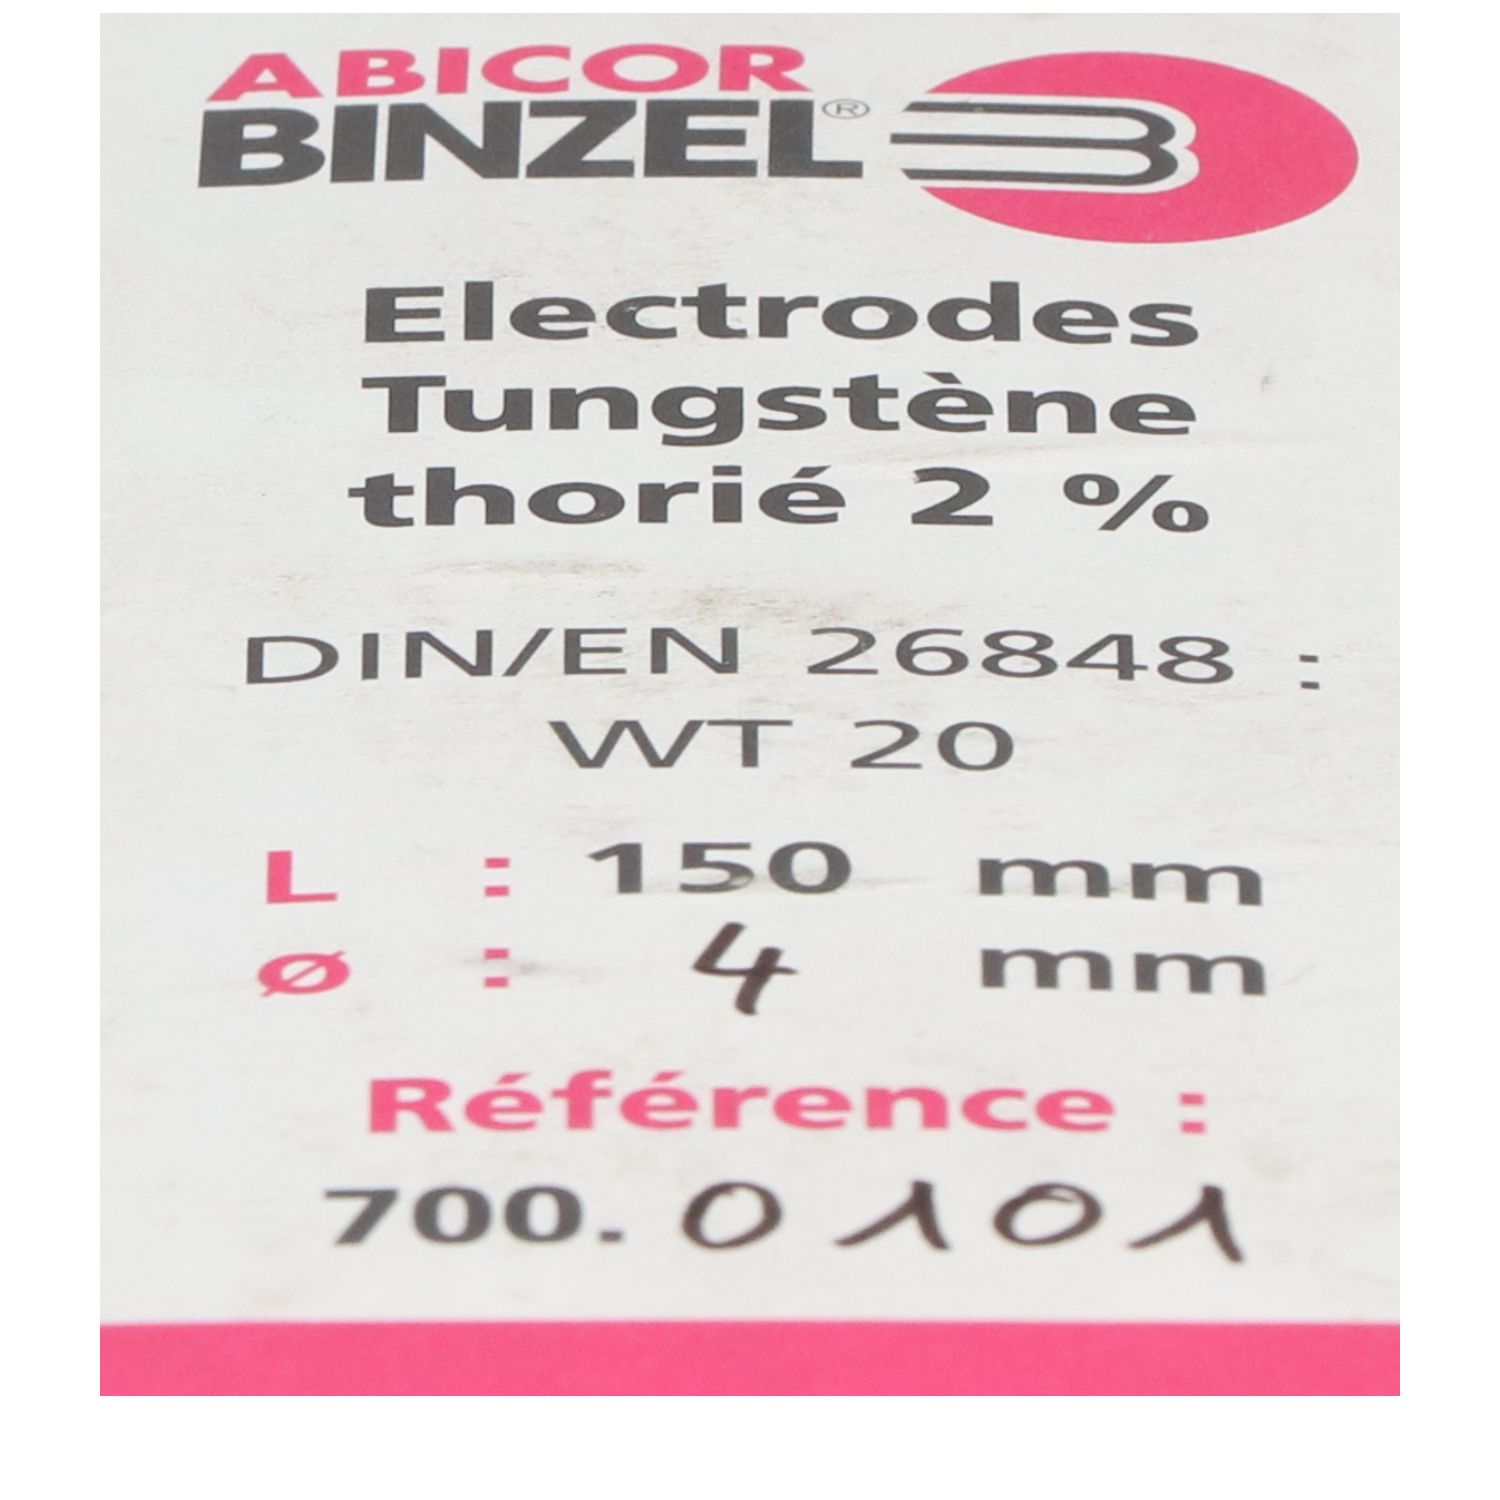 ABICOR
BINZEL®
Electrodes
Tungstène
thorié 2 %
DIN/EN 26848 :
WT 20
L : 150 mm
Ø : 4 mm
Référence :
700.0101